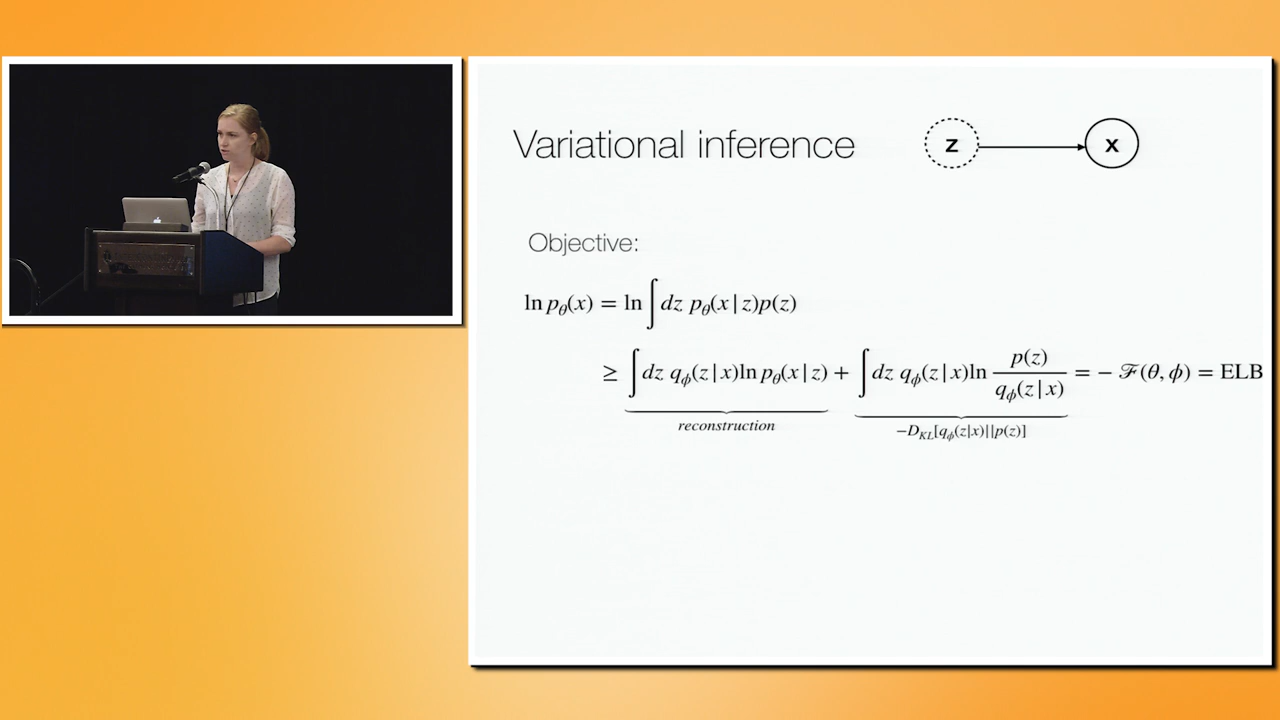 Variational inference
z
x
Objective:
ln p_θ(x) = ln ∫ dz p_θ(x|z)p(z)
≥ ∫ dz q_ϕ(z|x)ln p_θ(x|z) + ∫ dz q_ϕ(z|x)ln p(z)/q_ϕ(z|x) = − ℱ(θ, ϕ) = ELB
reconstruction
−D_KL[q_ϕ(z|x)||p(z)]